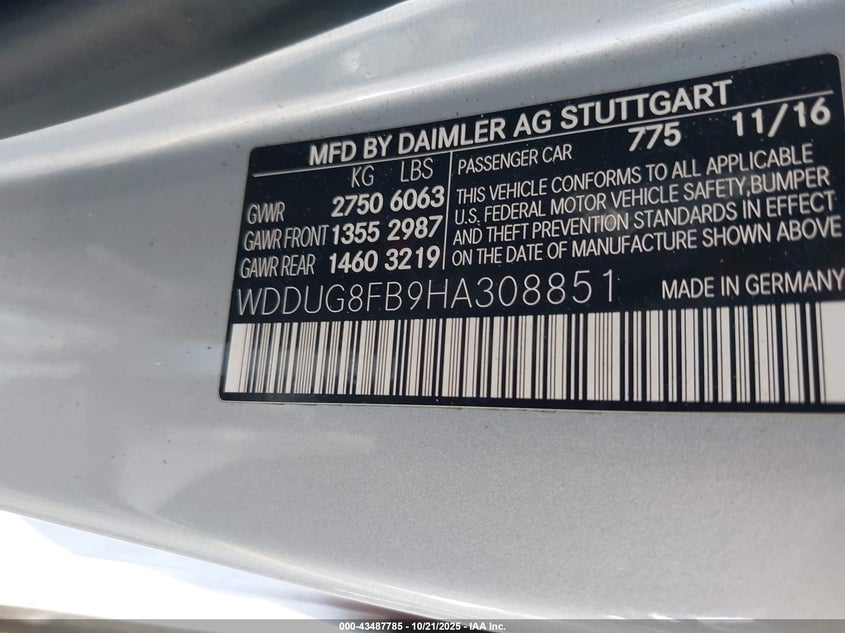 MFD BY DAIMLER AG STUTTGART 775 11/16
KG LBS
GVWR 2750 6063
GAWR FRONT 1355 2987
GAWR REAR 1460 3219
PASSENGER CAR
THIS VEHICLE CONFORMS TO ALL APPLICABLE
U.S. FEDERAL MOTOR VEHICLE SAFETY,BUMPER
AND THEFT PREVENTION STANDARDS IN EFFECT
ON THE DATE OF MANUFACTURE SHOWN ABOVE
WDDUG8FB9HA308851 MADE IN GERMANY
000-43487785 - 10/21/2025 - IAA Inc.